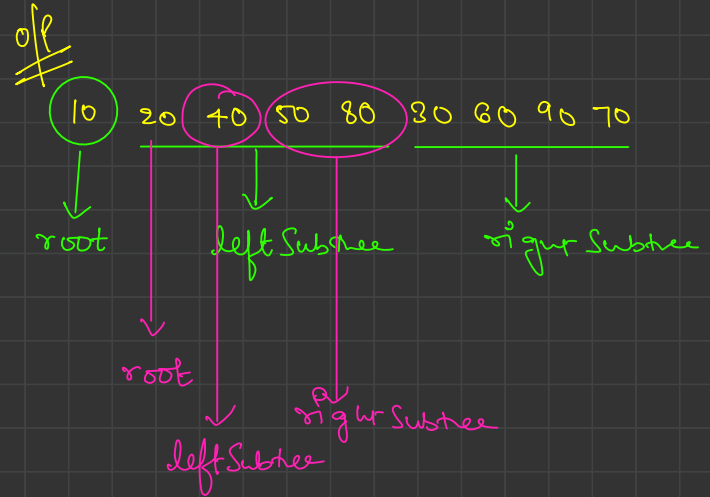 O/P
10 20 40 50 80 30 60 90 70
root left Subtree right Subtree
root
right Subtree
left Subtree